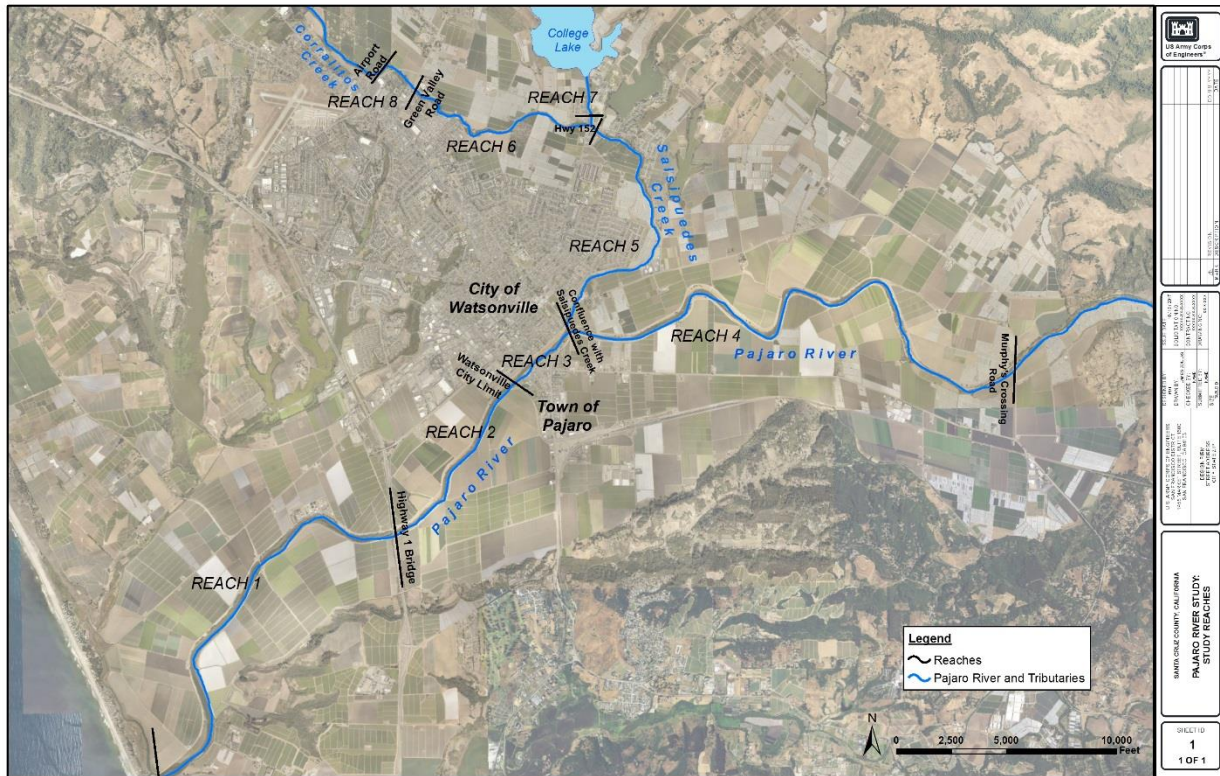 College
Lake
Corralitos
Creek
Airport
Road
REACH 8
Green Valley
Road
REACH 7
Hwy 152
REACH 6
Salsipuedes
Creek
REACH 5
City of
Watsonville
Confluence with
Salsipuedes Creek
REACH 4
Pajaro River
Murphy's Crossing
Road
REACH 3
Watsonville
City Limit
Town of
Pajaro
REACH 2
Pajaro River
Highway 1 Bridge
REACH 1
Legend
Reaches
Pajaro River and Tributaries
N
0 2,500 5,000 10,000
Feet
US Army Corps
of Engineers®
SANTA CRUZ COUNTY, CALIFORNIA
PAJARO RIVER STUDY:
STUDY REACHES
SHEET ID
1
1 OF 1